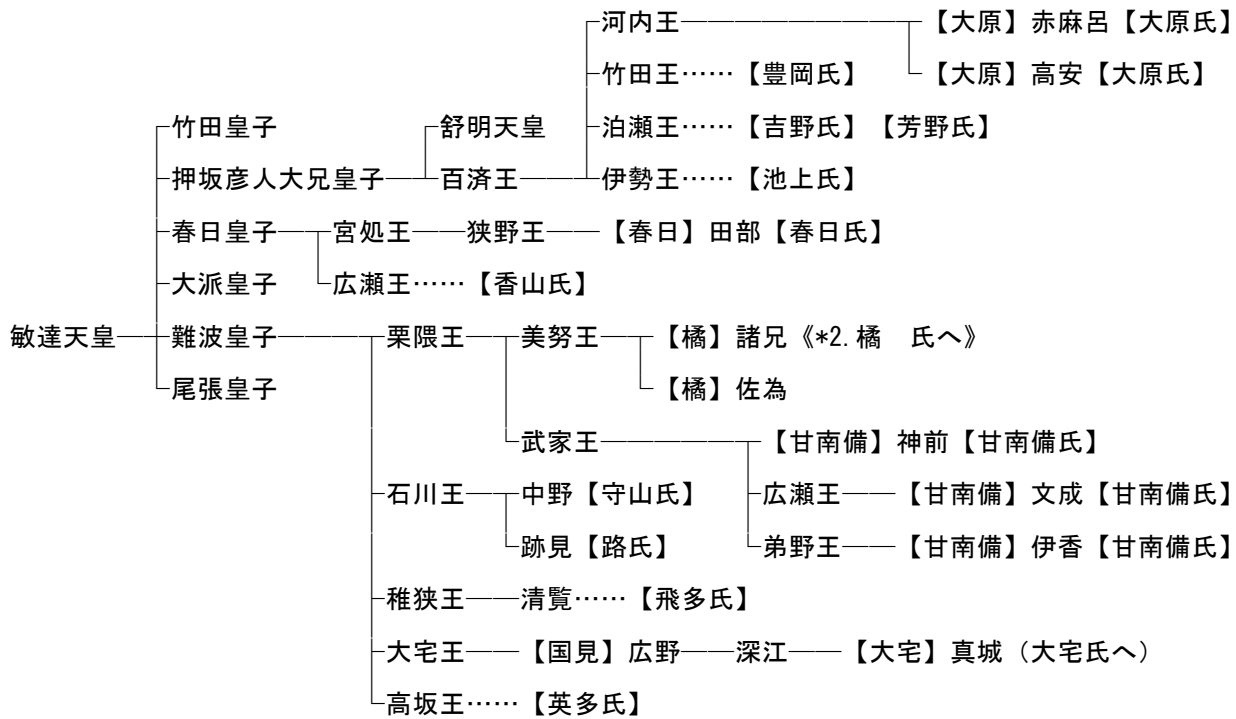 河内王 【大原】赤麻呂【大原氏】
竹田王……【豊岡氏】 【大原】高安【大原氏】
竹田皇子 舒明天皇 泊瀬王……【吉野氏】【芳野氏】
押坂彦人大兄皇子 百済王 伊勢王……【池上氏】
春日皇子 宮処王 狭野王 【春日】田部【春日氏】
大派皇子 広瀬王……【香山氏】
敏達天皇 難波皇子 栗隈王 美努王 【橘】諸兄《*2.橘 氏へ》
尾張皇子 【橘】佐為
武家王 【甘南備】神前【甘南備氏】
石川王 中野【守山氏】 広瀬王 【甘南備】文成【甘南備氏】
跡見【路氏】 弟野王 【甘南備】伊香【甘南備氏】
稚狭王 清覧……【飛多氏】
大宅王 【国見】広野 深江 【大宅】真城（大宅氏へ）
高坂王……【英多氏】